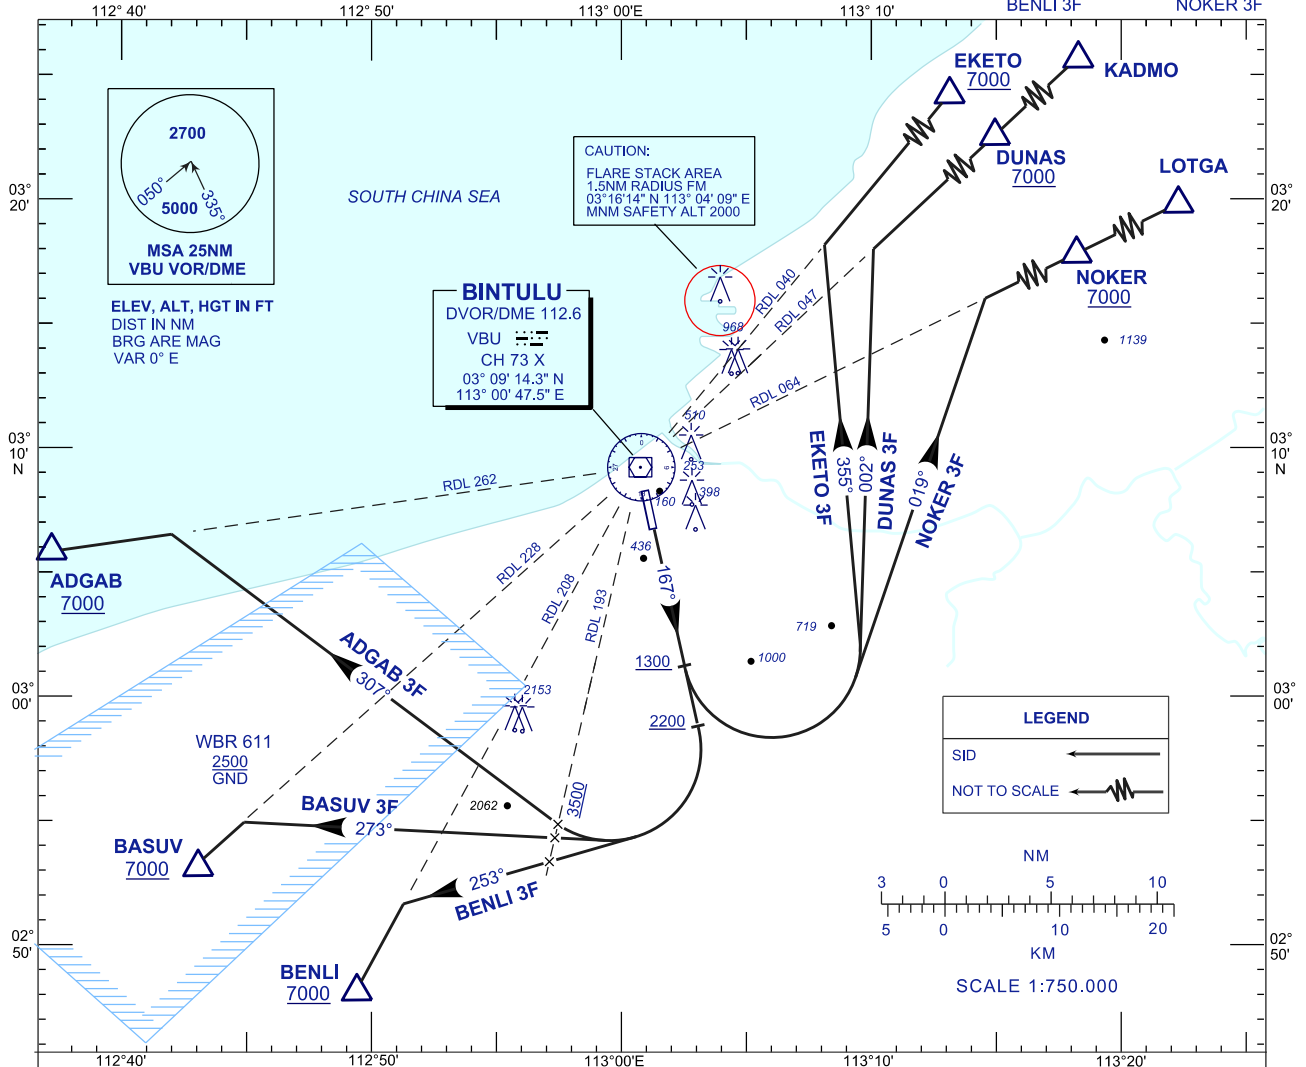 BENLI 3F
NOKER 3F
112° 40'
112° 50'
113° 00'E
113° 10'
EKETO
7000
KADMO
2700
050°
335°
5000
MSA 25NM
VBU VOR/DME
ELEV, ALT, HGT IN FT
DIST IN NM
BRG ARE MAG
VAR 0° E
SOUTH CHINA SEA
CAUTION:
FLARE STACK AREA
1.5NM RADIUS FM
03°16'14" N 113° 04' 09" E
MNM SAFETY ALT 2000
DUNAS
7000
LOTGA
03°
20'
03°
20'
NOKER
7000
BINTULU
DVOR/DME 112.6
VBU
CH 73 X
03° 09' 14.3" N
113° 00' 47.5" E
RDL 040
RDL 047
RDL 064
968
1139
510
253
398
160
436
03°
10'
N
03°
10'
N
RDL 262
RDL 228
RDL 208
RDL 193
167°
EKETO 3F
355°
DUNAS 3F
002°
NOKER 3F
019°
ADGAB
7000
ADGAB 3F
307°
719
1000
1300
2200
2153
03°
00'
03°
00'
WBR 611
2500
GND
2062
3500
BASUV 3F
273°
BASUV
7000
253°
BENLI 3F
BENLI
7000
LEGEND
SID
NOT TO SCALE
NM
3 0 5 10
5 0 10 20
KM
SCALE 1:750.000
02°
50'
02°
50'
112° 40'
112° 50'
113° 00'E
113° 10'
113° 20'